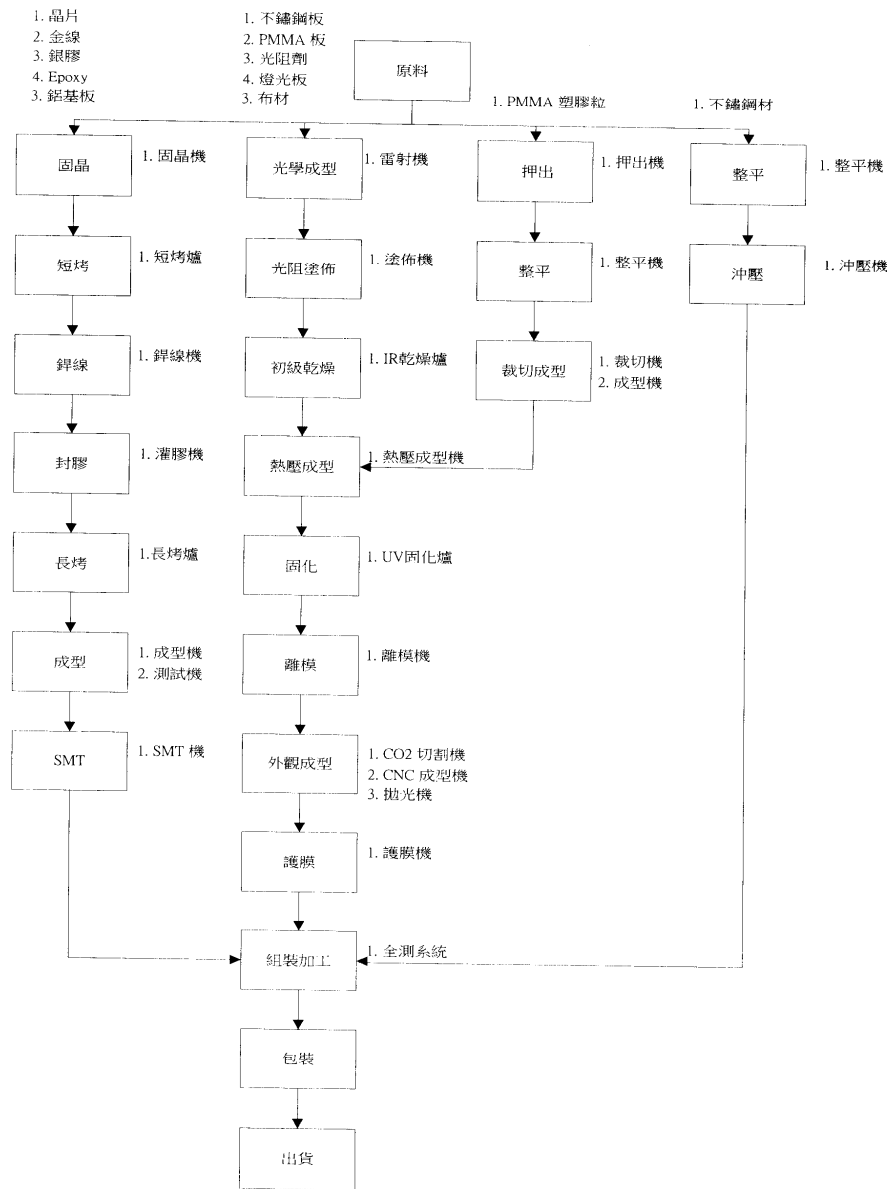 1. 晶片
2. 金線
3. 銀膠
4. Epoxy
3. 鋁基板
1. 不鏽鋼板
2. PMMA 板
3. 光阻劑
4. 燈光板
3. 布材
原料
1. PMMA 塑膠粒
1. 不鏽鋼材
固晶
1. 固晶機
光學成型
1. 雷射機
押出
1. 押出機
整平
1. 整平機
短烤
1. 短烤爐
光阻塗佈
1. 塗佈機
整平
1. 整平機
沖壓
1. 沖壓機
銲線
1. 銲線機
初級乾燥
1. IR乾燥爐
裁切成型
1. 裁切機
2. 成型機
封膠
1. 灌膠機
熱壓成型
1. 熱壓成型機
長烤
1.長烤爐
固化
1. UV固化爐
成型
1. 成型機
2. 測試機
離模
1. 離模機
SMT
1. SMT 機
外觀成型
1. CO2 切割機
2. CNC 成型機
3. 拋光機
護膜
1. 護膜機
組裝加工
1. 全測系統
包裝
出貨